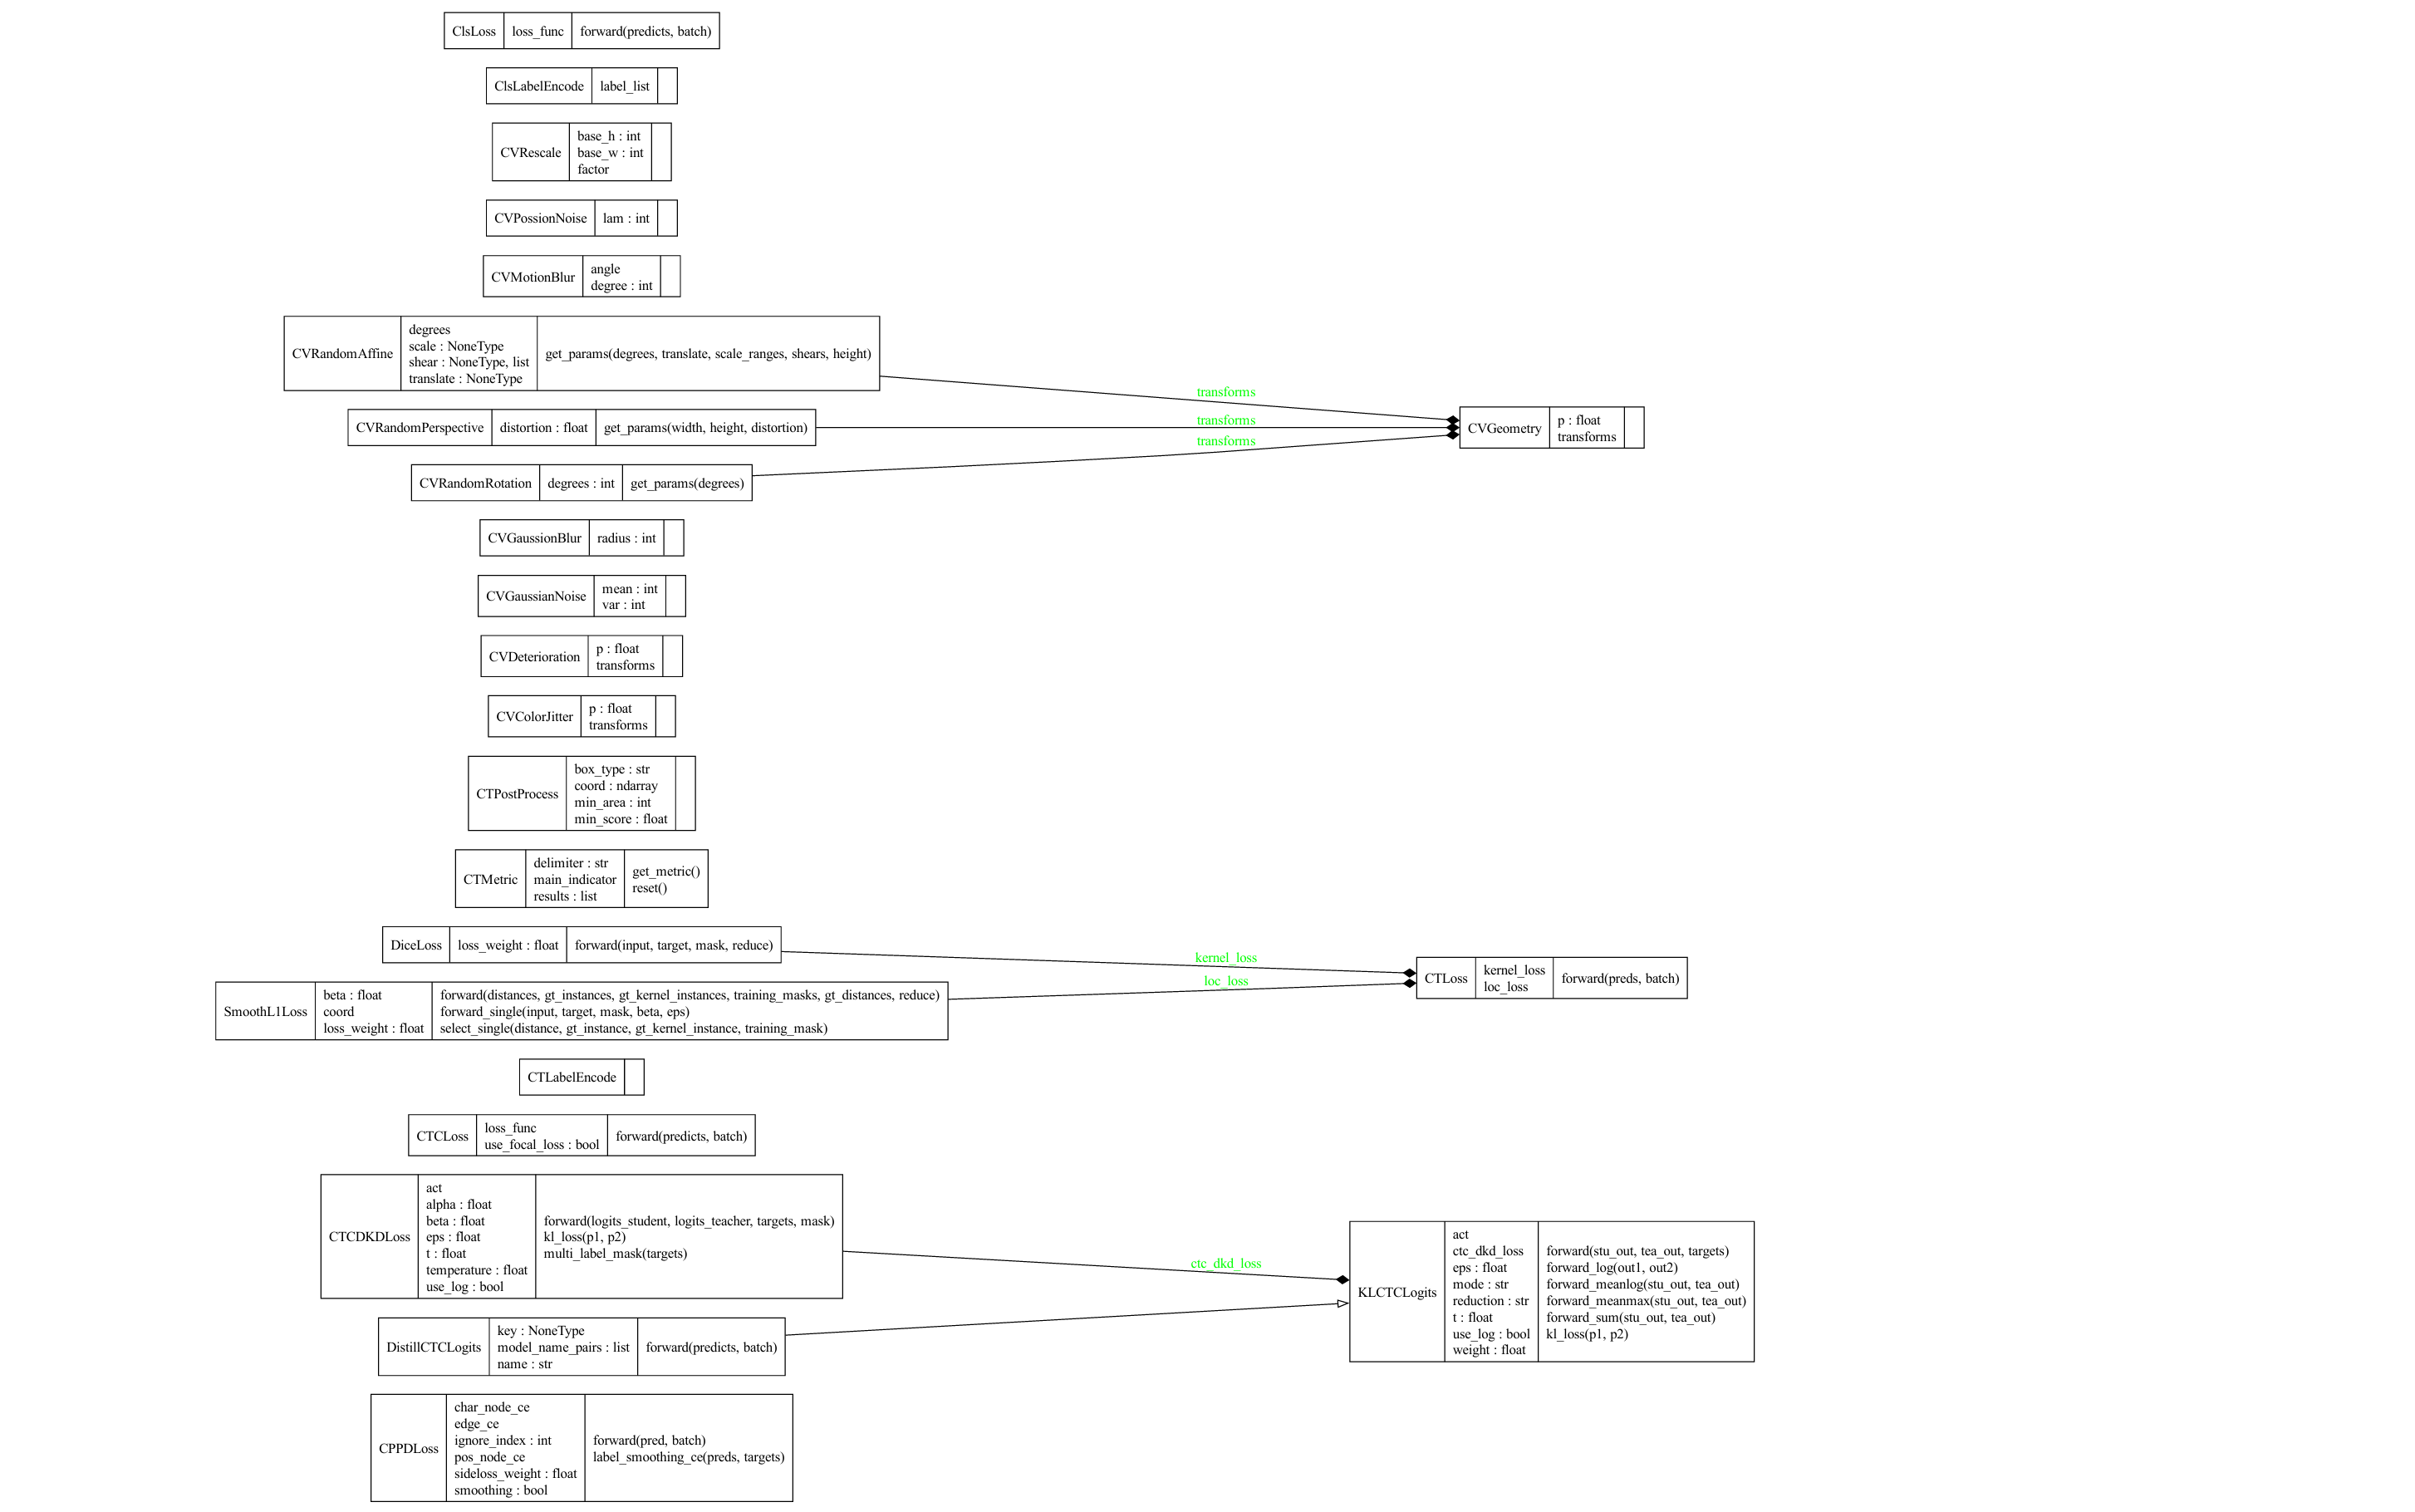 ClsLoss
loss_func
forward(predicts, batch)
ClsLabelEncode
label_list
CVRescale
base_h : int
base_w : int
factor
CVPossionNoise
lam : int
CVMotionBlur
angle
degree : int
CVRandomAffine
degrees
scale : NoneType
shear : NoneType, list
translate : NoneType
get_params(degrees, translate, scale_ranges, shears, height)
transforms
CVRandomPerspective
distortion : float
get_params(width, height, distortion)
transforms
CVGeometry
p : float
transforms
transforms
CVRandomRotation
degrees : int
get_params(degrees)
CVGaussionBlur
radius : int
CVGaussianNoise
mean : int
var : int
CVDeterioration
p : float
transforms
CVColorJitter
p : float
transforms
CTPostProcess
box_type : str
coord : ndarray
min_area : int
min_score : float
CTMetric
delimiter : str
main_indicator
results : list
get_metric()
reset()
DiceLoss
loss_weight : float
forward(input, target, mask, reduce)
kernel_loss
CTLoss
kernel_loss
loc_loss
forward(preds, batch)
loc_loss
SmoothL1Loss
beta : float
coord
loss_weight : float
forward(distances, gt_instances, gt_kernel_instances, training_masks, gt_distances, reduce)
forward_single(input, target, mask, beta, eps)
select_single(distance, gt_instance, gt_kernel_instance, training_mask)
CTLabelEncode
CTCLoss
loss_func
use_focal_loss : bool
forward(predicts, batch)
CTCDKDLoss
act
alpha : float
beta : float
eps : float
t : float
temperature : float
use_log : bool
forward(logits_student, logits_teacher, targets, mask)
kl_loss(p1, p2)
multi_label_mask(targets)
ctc_dkd_loss
KLCTCLogits
act
ctc_dkd_loss
eps : float
mode : str
reduction : str
t : float
use_log : bool
weight : float
forward(stu_out, tea_out, targets)
forward_log(out1, out2)
forward_meanlog(stu_out, tea_out)
forward_meanmax(stu_out, tea_out)
forward_sum(stu_out, tea_out)
kl_loss(p1, p2)
DistillCTCLogits
key : NoneType
model_name_pairs : list
name : str
forward(predicts, batch)
CPPDLoss
char_node_ce
edge_ce
ignore_index : int
pos_node_ce
sideloss_weight : float
smoothing : bool
forward(pred, batch)
label_smoothing_ce(preds, targets)